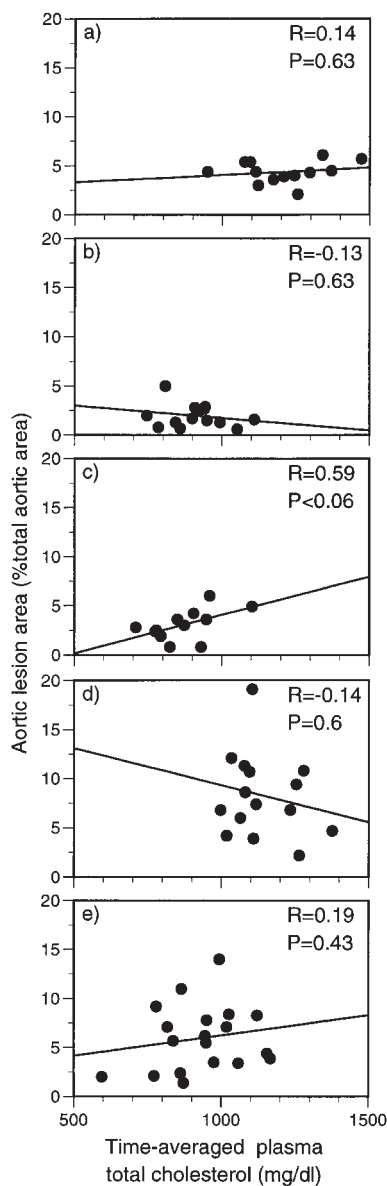 20
a)
R=0.14
P=0.63
15
10
5
0
20
b)
R=-0.13
P=0.63
15
10
5
0
20
c)
R=0.59
P<0.06
15
10
5
0
20
d)
R=-0.14
P=0.6
15
10
5
0
20
e)
R=0.19
P=0.43
15
10
5
0
Aortic lesion area (%total aortic area)
500 1000 1500
Time-averaged plasma
total cholesterol (mg/dl)